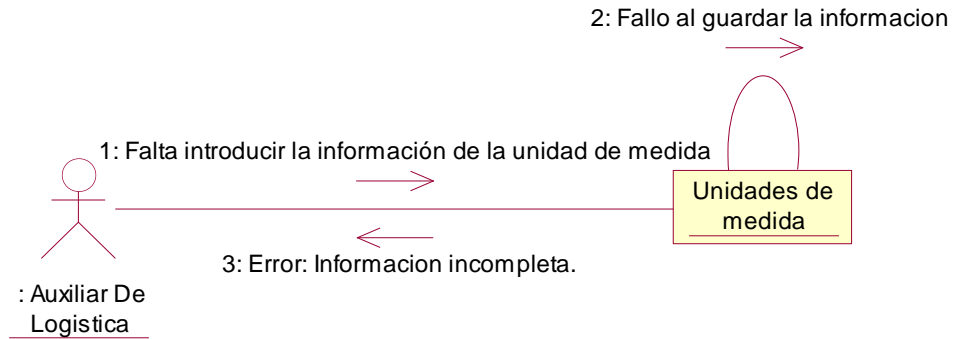 2: Fallo al guardar la informacion
1: Falta introducir la información de la unidad de medida
Unidades de
medida
3: Error: Informacion incompleta.
: Auxiliar De
Logistica